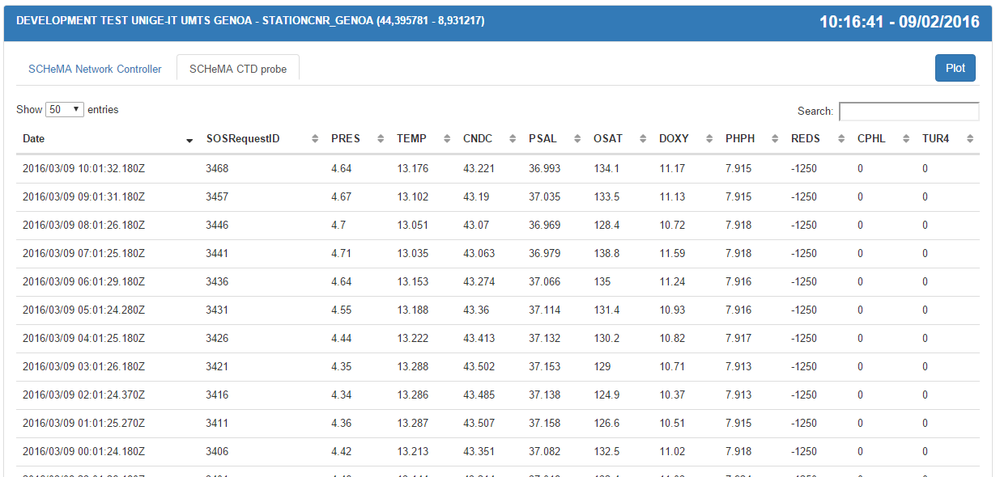 DEVELOPMENT TEST UNIGE-IT UMTS GENOA - STATIONCNR_GENOA (44,395781 - 8,931217) 10:16:41 - 09/02/2016
SCHeMA Network Controller SCHeMA CTD probe Plot
Show 50 entries Search:
Date SOSRequestID PRES TEMP CNDC PSAL OSAT DOXY PHPH REDS CPHL TUR4
2016/03/09 10:01:32.180Z 3468 4.64 13.176 43.221 36.993 134.1 11.17 7.915 -1250 0 0
2016/03/09 09:01:31.180Z 3457 4.67 13.102 43.19 37.035 133.5 11.13 7.915 -1250 0 0
2016/03/09 08:01:26.180Z 3446 4.7 13.051 43.07 36.969 128.4 10.72 7.918 -1250 0 0
2016/03/09 07:01:25.180Z 3441 4.71 13.035 43.063 36.979 138.8 11.59 7.918 -1250 0 0
2016/03/09 06:01:29.180Z 3436 4.64 13.153 43.274 37.066 135 11.24 7.916 -1250 0 0
2016/03/09 05:01:24.280Z 3431 4.55 13.188 43.36 37.114 131.4 10.93 7.916 -1250 0 0
2016/03/09 04:01:25.180Z 3426 4.44 13.222 43.413 37.132 130.2 10.82 7.917 -1250 0 0
2016/03/09 03:01:26.180Z 3421 4.35 13.288 43.502 37.153 129 10.71 7.913 -1250 0 0
2016/03/09 02:01:24.370Z 3416 4.34 13.286 43.485 37.138 124.9 10.37 7.913 -1250 0 0
2016/03/09 01:01:25.270Z 3411 4.36 13.287 43.507 37.158 126.6 10.51 7.915 -1250 0 0
2016/03/09 00:01:24.180Z 3406 4.42 13.213 43.351 37.082 132.5 11.02 7.918 -1250 0 0